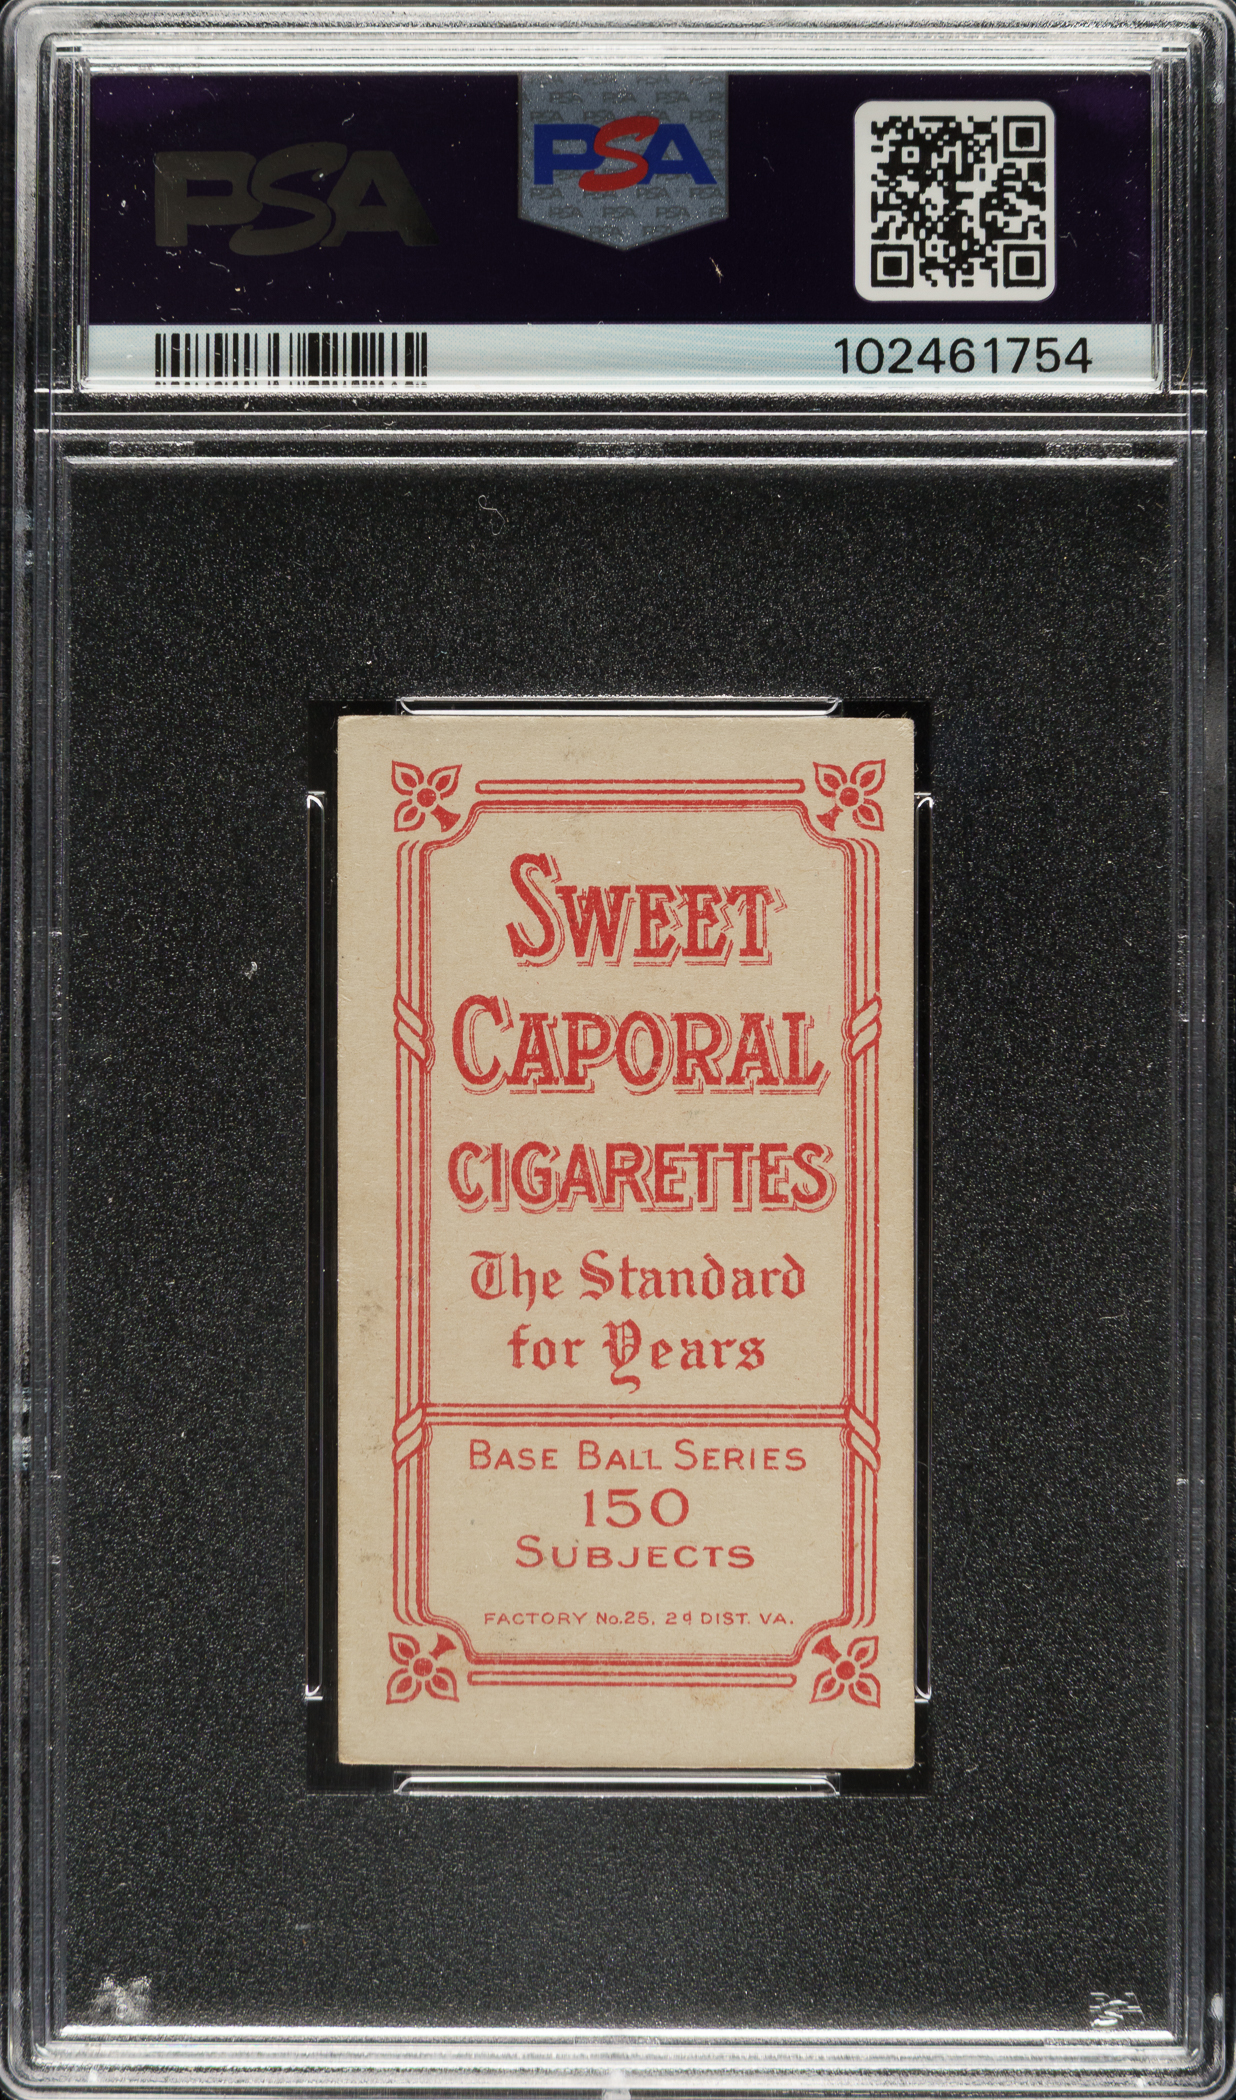 PSA
PSA
102461754
SWEET
CAPORAL
CIGARETTES
The Standard
for Years
BASE BALL SERIES
150
SUBJECTS
FACTORY No.25, 2d DIST. VA.
PSA